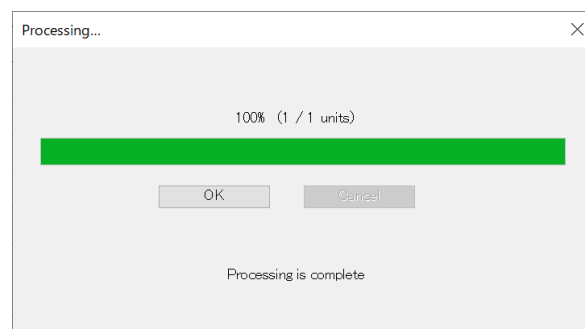 Processing...
100% (1 / 1 units)
OK Cancel
Processing is complete